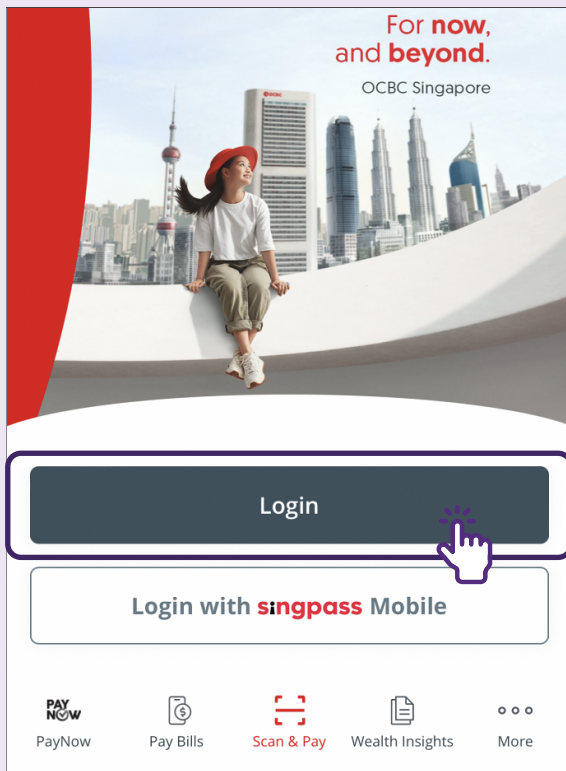 For now,
and beyond.
OCBC Singapore
OCBC
Login
Login with singpass Mobile
PAY
NOW
PayNow
Pay Bills
Scan & Pay
Wealth Insights
More